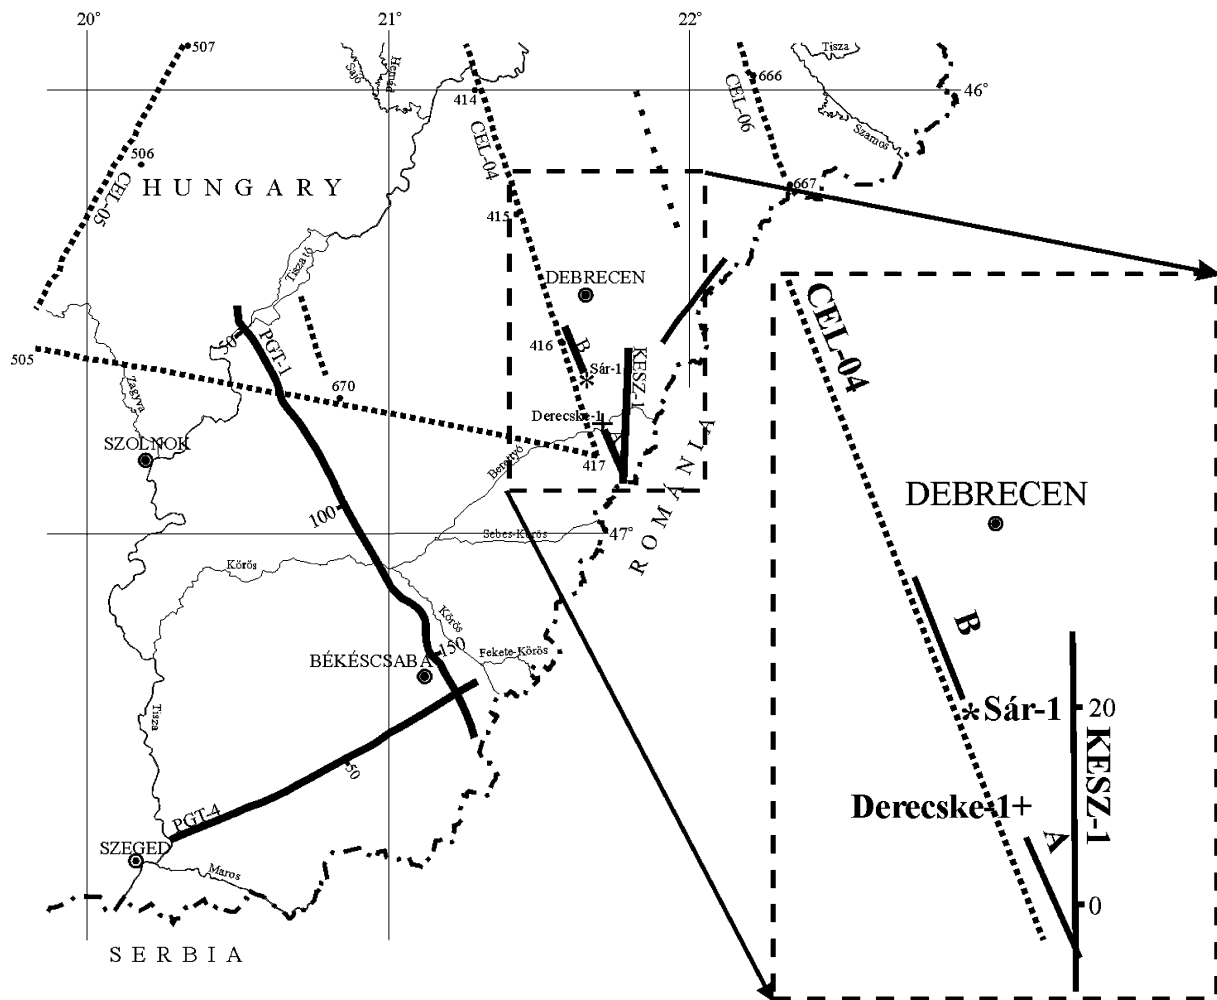 20°
21°
22°
507
Sajó
Hernád
Tisza
666
CEL-06
46°
414
CEL-04
Szamos
506
CEL-05
HUNGARY
667
415
Tisza tó
DEBRECEN
50
PGT-1
416
B
Sár-1
KESZ-1
505
Zagyva
670
Derecske-1
SZOLNOK
Berettyó
417
ROMÁNIA
100
Sebes-Körös
47°
Körös
Körös
150
Fekete-Körös
BÉKÉSCSABA
Tisza
50
PGT-4
SZEGED
Maros
SERBIA
CEL-04
DEBRECEN
B
Sár-1
20
KESZ-1
Derecske-1
A
0